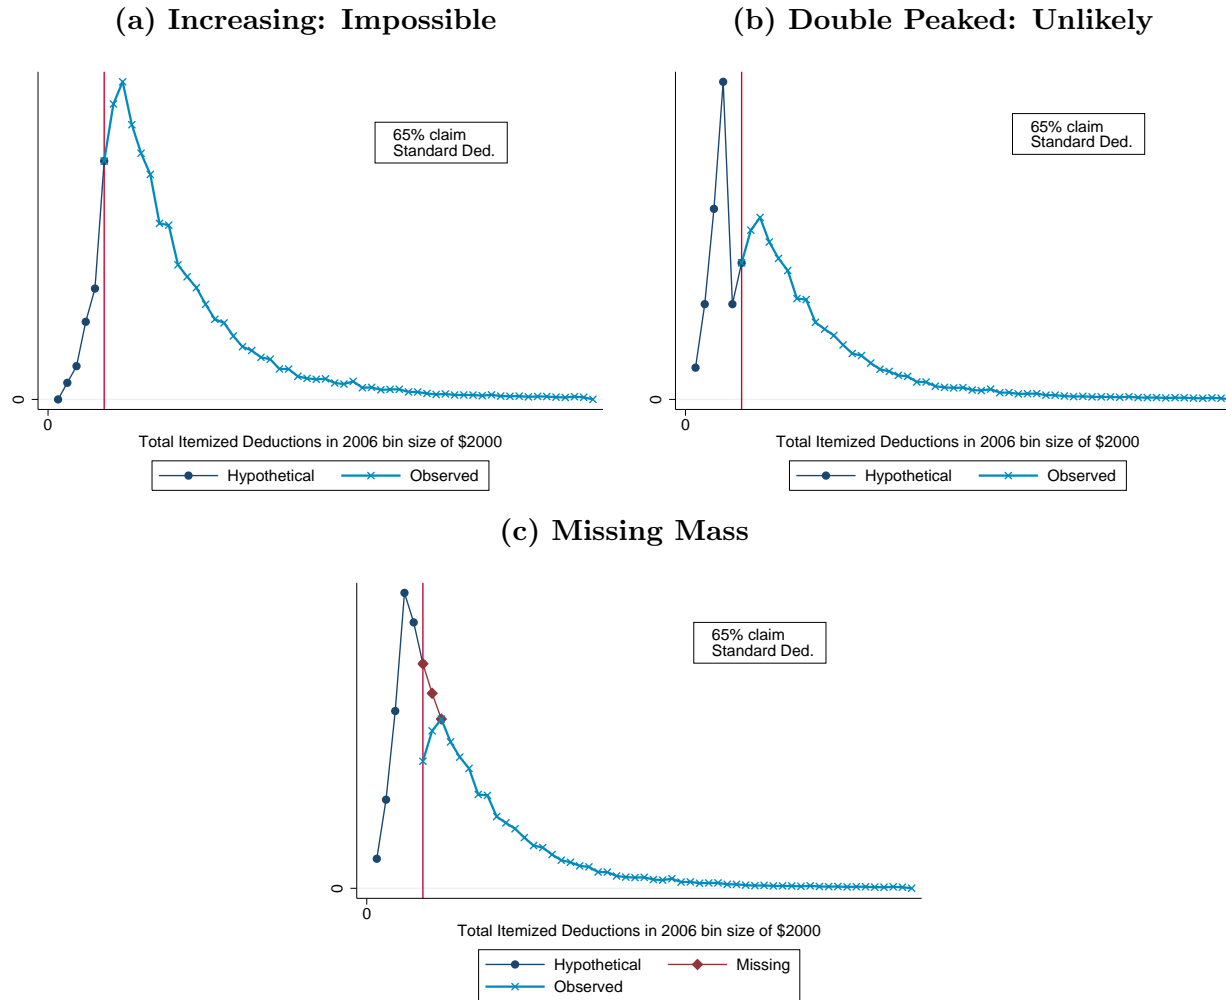 (a) Increasing: Impossible
65% claim
Standard Ded.
0
0
Total Itemized Deductions in 2006 bin size of $2000
Hypothetical
Observed
(b) Double Peaked: Unlikely
65% claim
Standard Ded.
0
0
Total Itemized Deductions in 2006 bin size of $2000
Hypothetical
Observed
(c) Missing Mass
65% claim
Standard Ded.
0
0
Total Itemized Deductions in 2006 bin size of $2000
Hypothetical
Missing
Observed